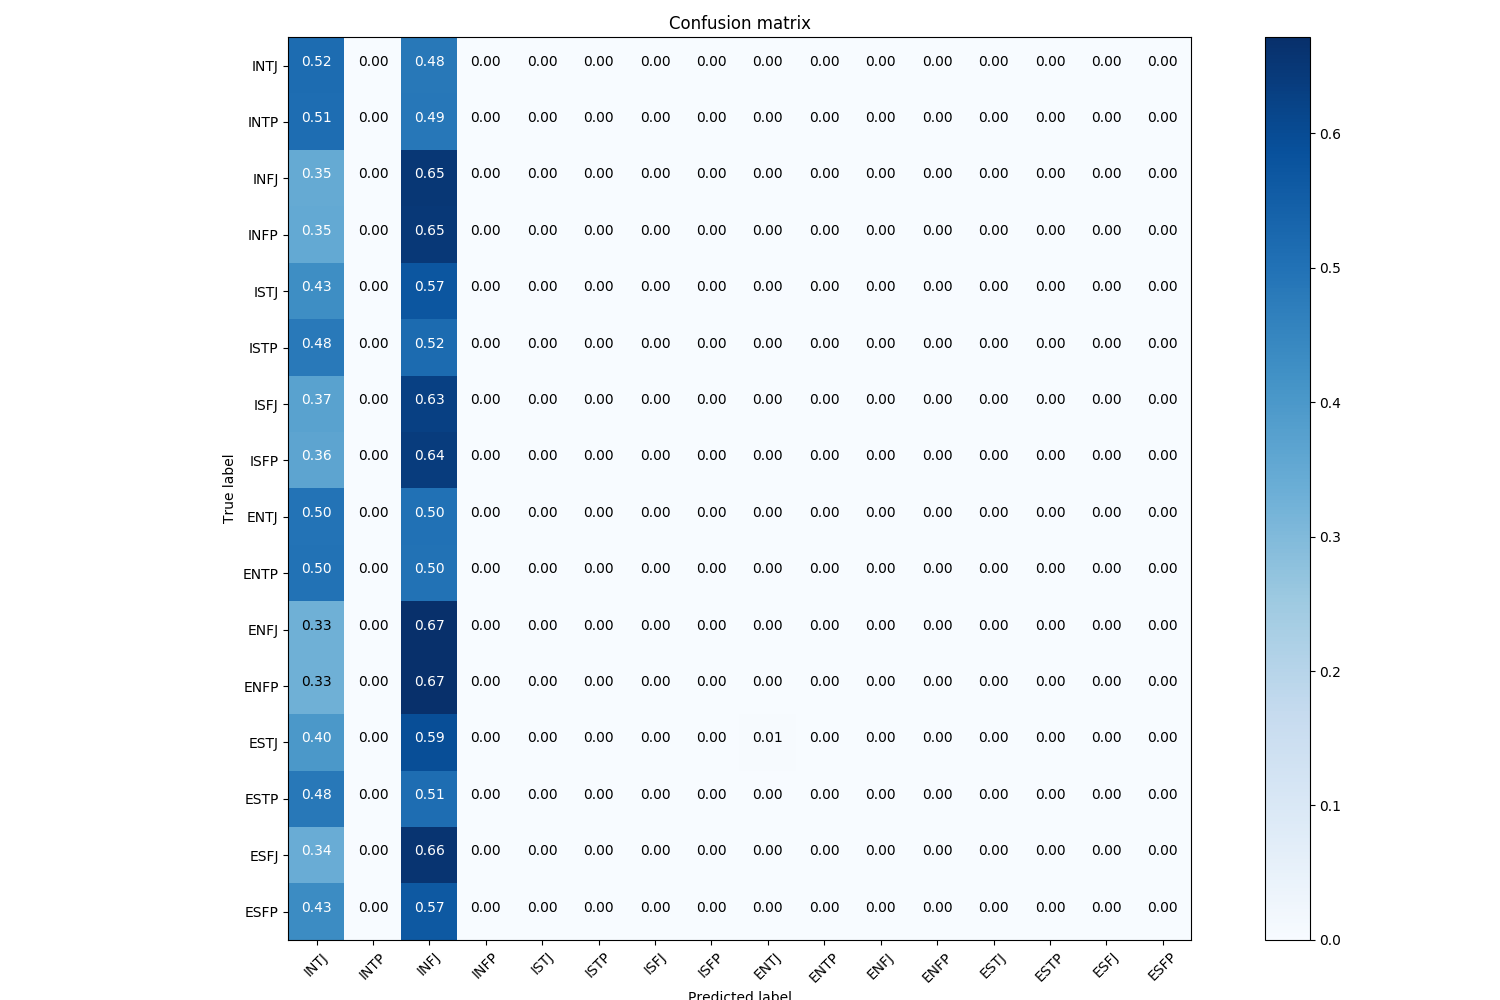 Confusion matrix
INTJ 0.52 0.00 0.48 0.00 0.00 0.00 0.00 0.00 0.00 0.00 0.00 0.00 0.00 0.00 0.00 0.00
INTP 0.51 0.00 0.49 0.00 0.00 0.00 0.00 0.00 0.00 0.00 0.00 0.00 0.00 0.00 0.00 0.00
INFJ 0.35 0.00 0.65 0.00 0.00 0.00 0.00 0.00 0.00 0.00 0.00 0.00 0.00 0.00 0.00 0.00
INFP 0.35 0.00 0.65 0.00 0.00 0.00 0.00 0.00 0.00 0.00 0.00 0.00 0.00 0.00 0.00 0.00
ISTJ 0.43 0.00 0.57 0.00 0.00 0.00 0.00 0.00 0.00 0.00 0.00 0.00 0.00 0.00 0.00 0.00
ISTP 0.48 0.00 0.52 0.00 0.00 0.00 0.00 0.00 0.00 0.00 0.00 0.00 0.00 0.00 0.00 0.00
ISFJ 0.37 0.00 0.63 0.00 0.00 0.00 0.00 0.00 0.00 0.00 0.00 0.00 0.00 0.00 0.00 0.00
ISFP 0.36 0.00 0.64 0.00 0.00 0.00 0.00 0.00 0.00 0.00 0.00 0.00 0.00 0.00 0.00 0.00
ENTJ 0.50 0.00 0.50 0.00 0.00 0.00 0.00 0.00 0.00 0.00 0.00 0.00 0.00 0.00 0.00 0.00
ENTP 0.50 0.00 0.50 0.00 0.00 0.00 0.00 0.00 0.00 0.00 0.00 0.00 0.00 0.00 0.00 0.00
ENFJ 0.33 0.00 0.67 0.00 0.00 0.00 0.00 0.00 0.00 0.00 0.00 0.00 0.00 0.00 0.00 0.00
ENFP 0.33 0.00 0.67 0.00 0.00 0.00 0.00 0.00 0.00 0.00 0.00 0.00 0.00 0.00 0.00 0.00
ESTJ 0.40 0.00 0.59 0.00 0.00 0.00 0.00 0.00 0.01 0.00 0.00 0.00 0.00 0.00 0.00 0.00
ESTP 0.48 0.00 0.51 0.00 0.00 0.00 0.00 0.00 0.00 0.00 0.00 0.00 0.00 0.00 0.00 0.00
ESFJ 0.34 0.00 0.66 0.00 0.00 0.00 0.00 0.00 0.00 0.00 0.00 0.00 0.00 0.00 0.00 0.00
ESFP 0.43 0.00 0.57 0.00 0.00 0.00 0.00 0.00 0.00 0.00 0.00 0.00 0.00 0.00 0.00 0.00
True label
INTJ INTP INFJ INFP ISTJ ISTP ISFJ ISFP ENTJ ENTP ENFJ ENFP ESTJ ESTP ESFJ ESFP
Predicted label
0.6
0.5
0.4
0.3
0.2
0.1
0.0